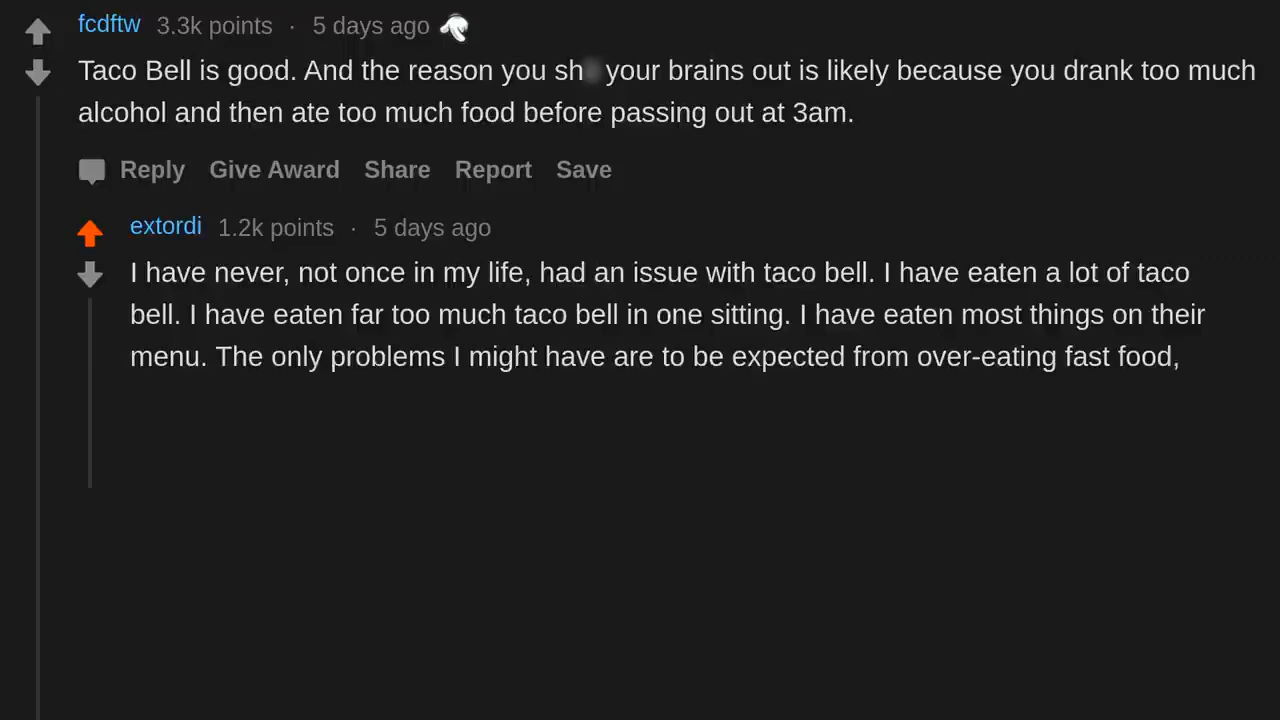 fcdftw 3.3k points · 5 days ago
Taco Bell is good. And the reason you sh your brains out is likely because you drank too much
alcohol and then ate too much food before passing out at 3am.
Reply Give Award Share Report Save
extordi 1.2k points · 5 days ago
I have never, not once in my life, had an issue with taco bell. I have eaten a lot of taco
bell. I have eaten far too much taco bell in one sitting. I have eaten most things on their
menu. The only problems I might have are to be expected from over-eating fast food,